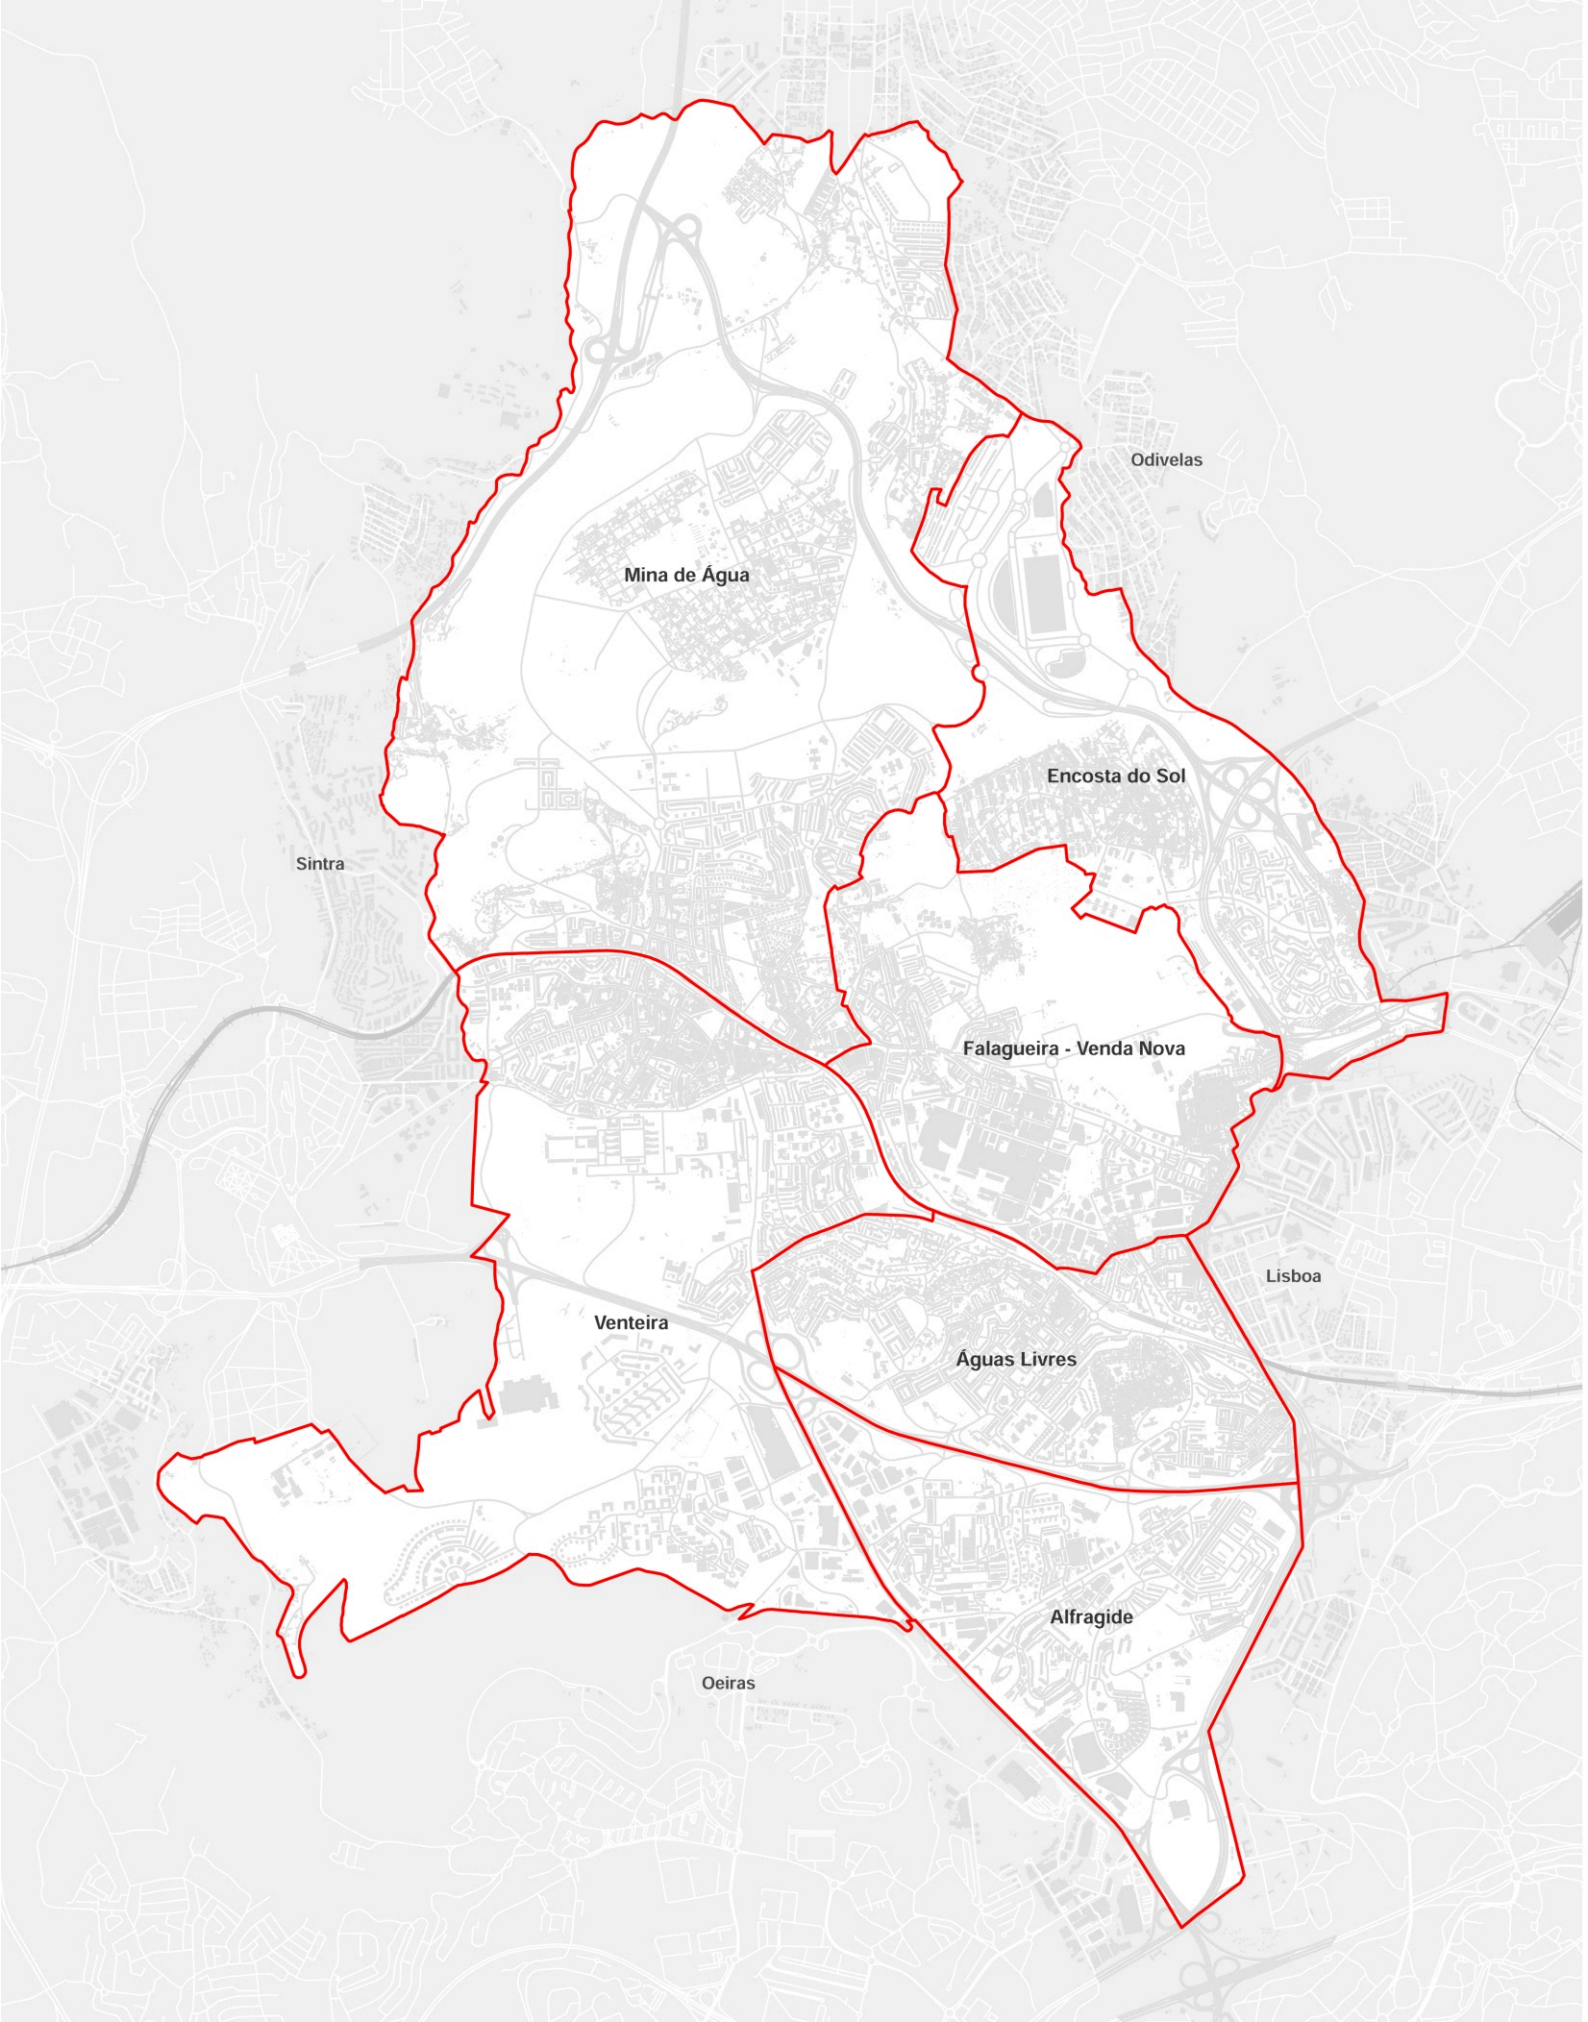 Odivelas
Mina de Água
Encosta do Sol
Sintra
Falagueira - Venda Nova
Lisboa
Venteira
Águas Livres
Alfragide
Oeiras